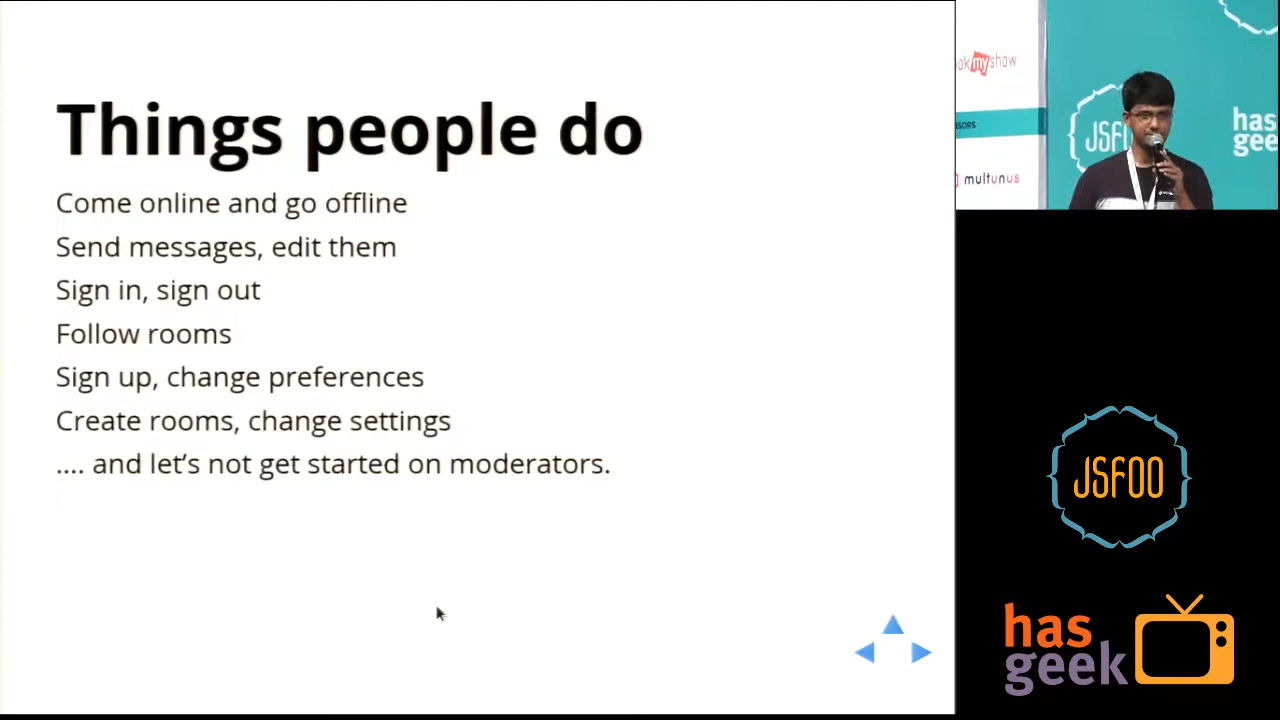 Things people do
Come online and go offline
Send messages, edit them
Sign in, sign out
Follow rooms
Sign up, change preferences
Create rooms, change settings
.... and let’s not get started on moderators.
my show
multunus
has
geek
JSFOO
has
geek